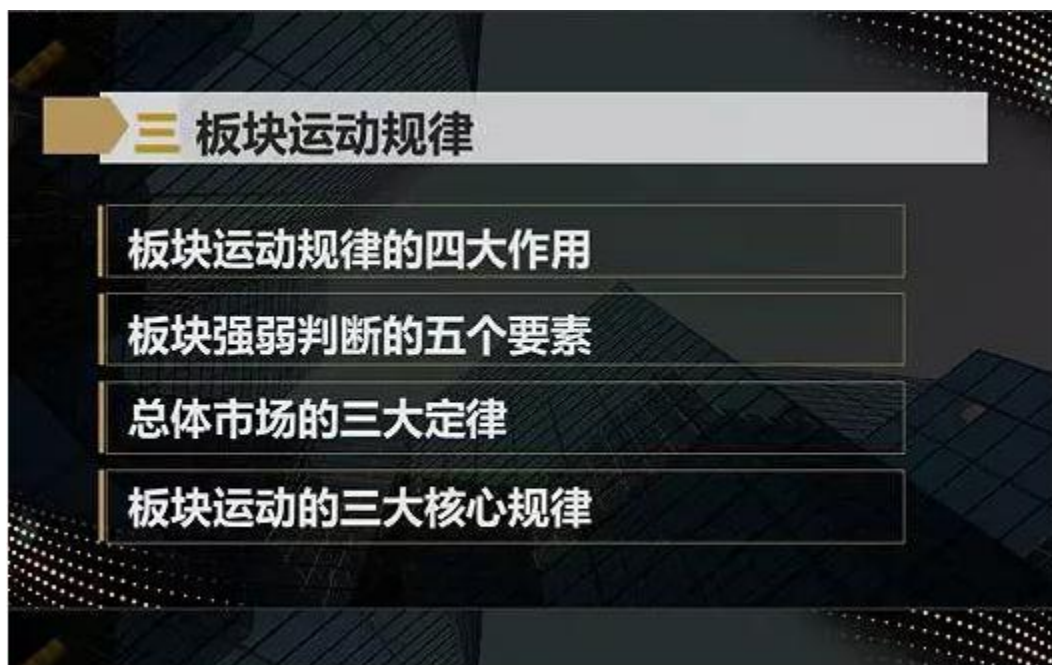 三 板块运动规律
板块运动规律的四大作用
板块强弱判断的五个要素
总体市场的三大定律
板块运动的三大核心规律